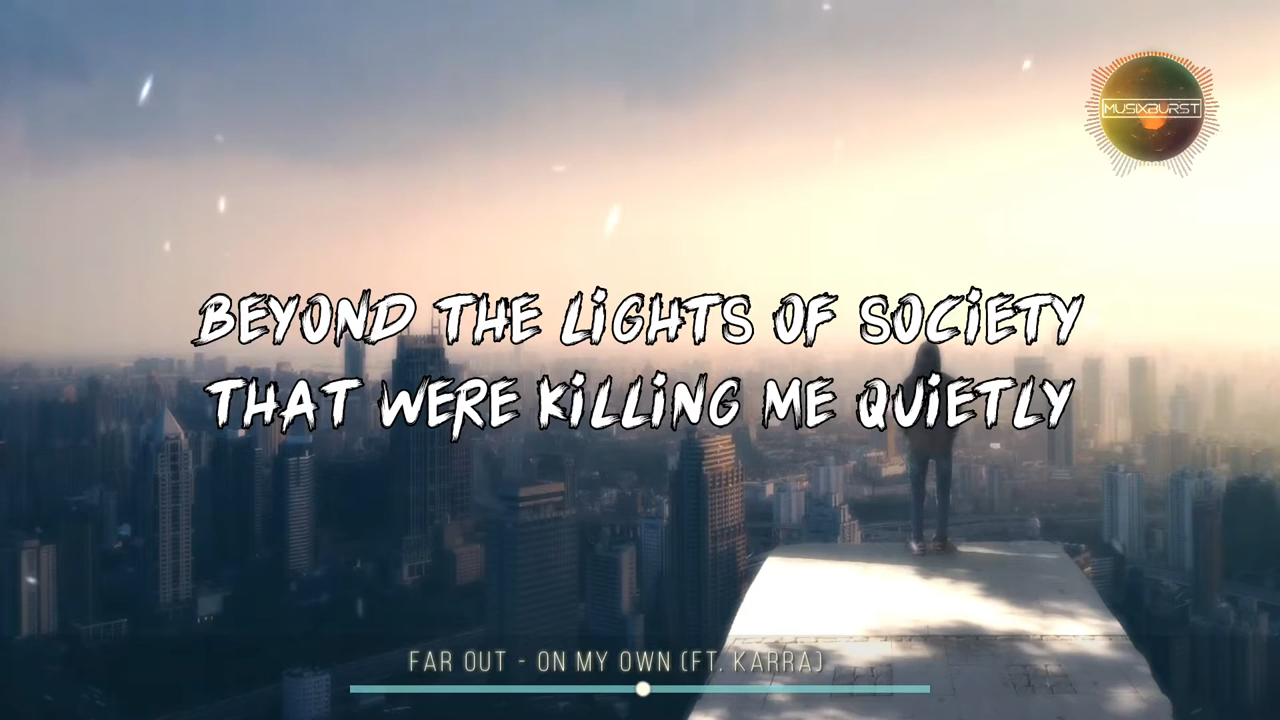 MUSIXBURST
BEYOND THE LIGHTS OF SOCIETY
THAT WERE KILLING ME QUIETLY
FAR OUT - ON MY OWN (FT. KARRA)